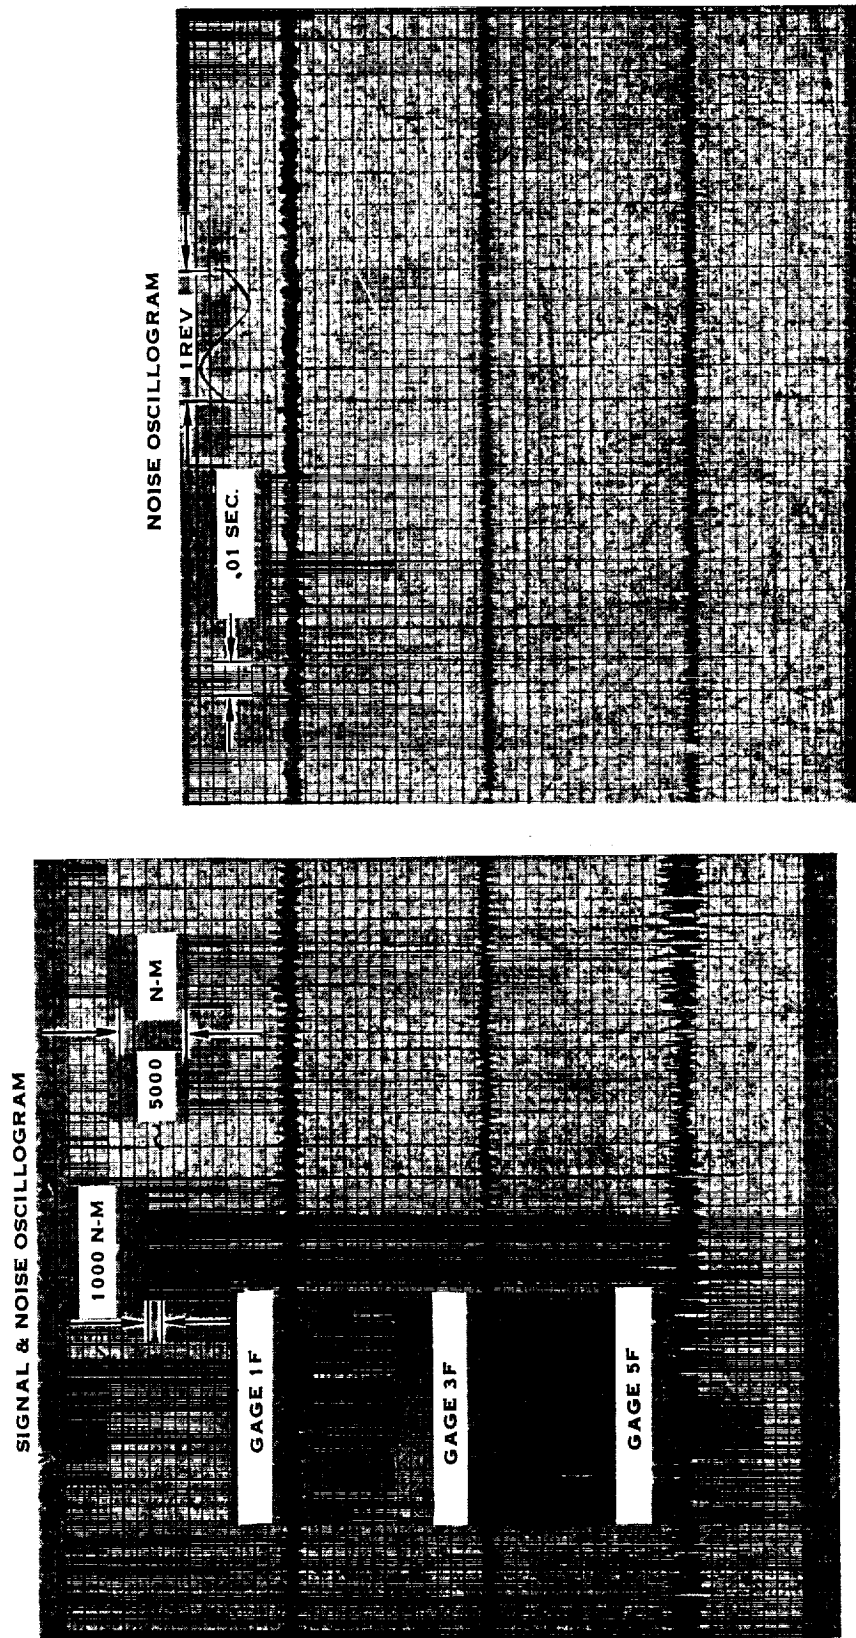 SIGNAL & NOISE OSCILLOGRAM
1000 N-M
5000 N-M
GAGE 1F
GAGE 3F
GAGE 5F
NOISE OSCILLOGRAM
.01 SEC.
1 REV